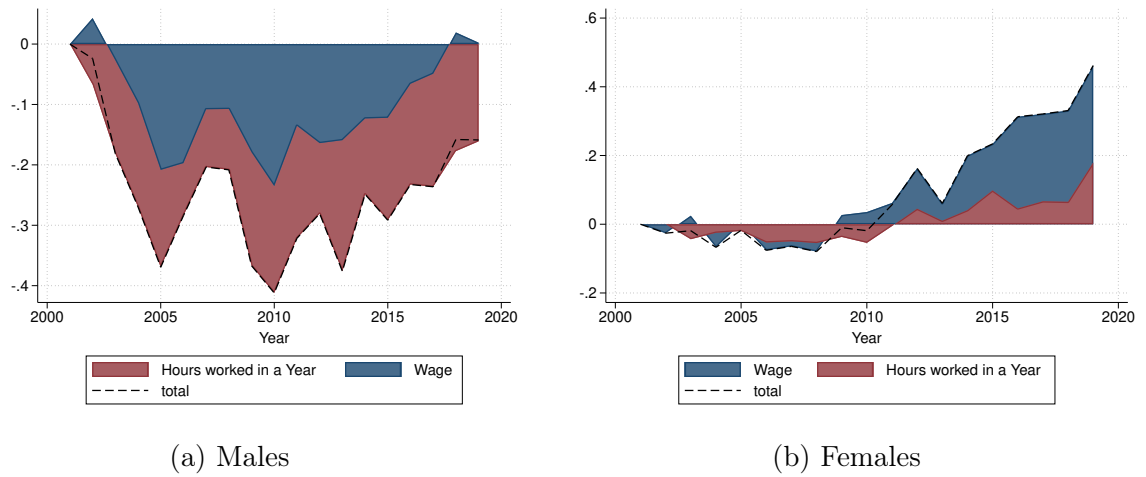 0
-.1
-.2
-.3
-.4
2000 2005 2010 2015 2020
Year
Hours worked in a Year Wage
total
(a) Males
.6
.4
.2
0
-.2
2000 2005 2010 2015 2020
Year
Wage Hours worked in a Year
total
(b) Females